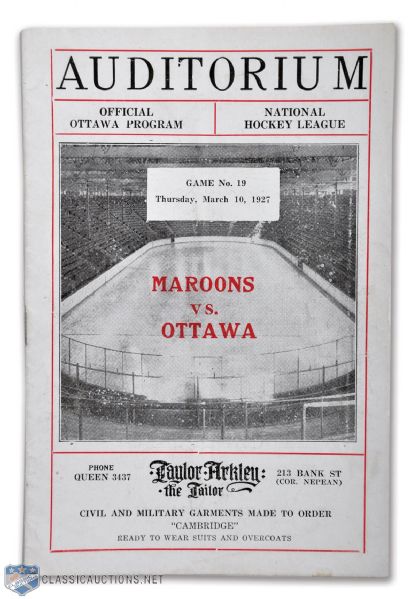 AUDITORIUM
OFFICIAL
OTTAWA PROGRAM
NATIONAL
HOCKEY LEAGUE
GAME No. 19
Thursday, March 10, 1927
MAROONS
VS.
OTTAWA
PHONE
QUEEN 3437
Taylor Arkley:
the Tailor
213 BANK ST
(COR. NEPEAN)
CIVIL AND MILITARY GARMENTS MADE TO ORDER
"CAMBRIDGE"
READY TO WEAR SUITS AND OVERCOATS
CLASSICAUCTIONS.NET